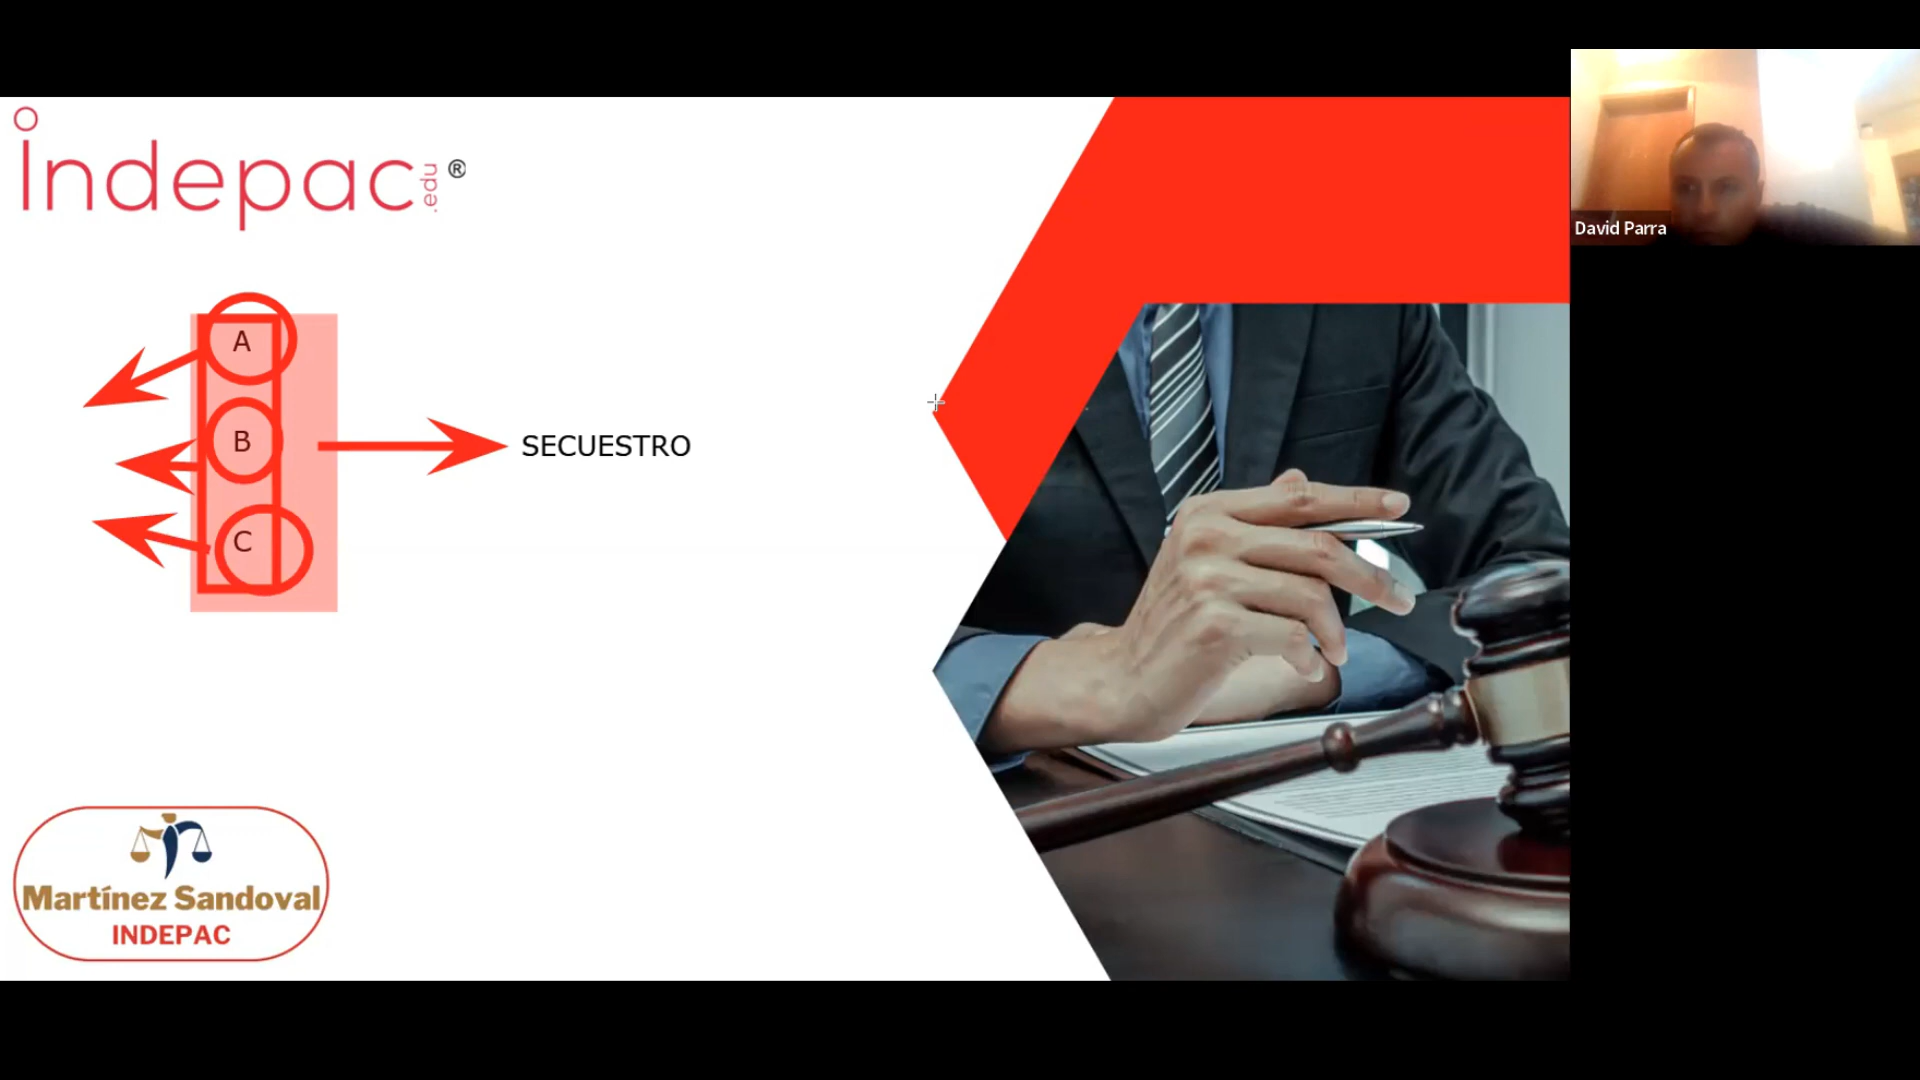 indepac .edu ®
A
B
C
SECUESTRO
Martínez Sandoval
INDEPAC
David Parra